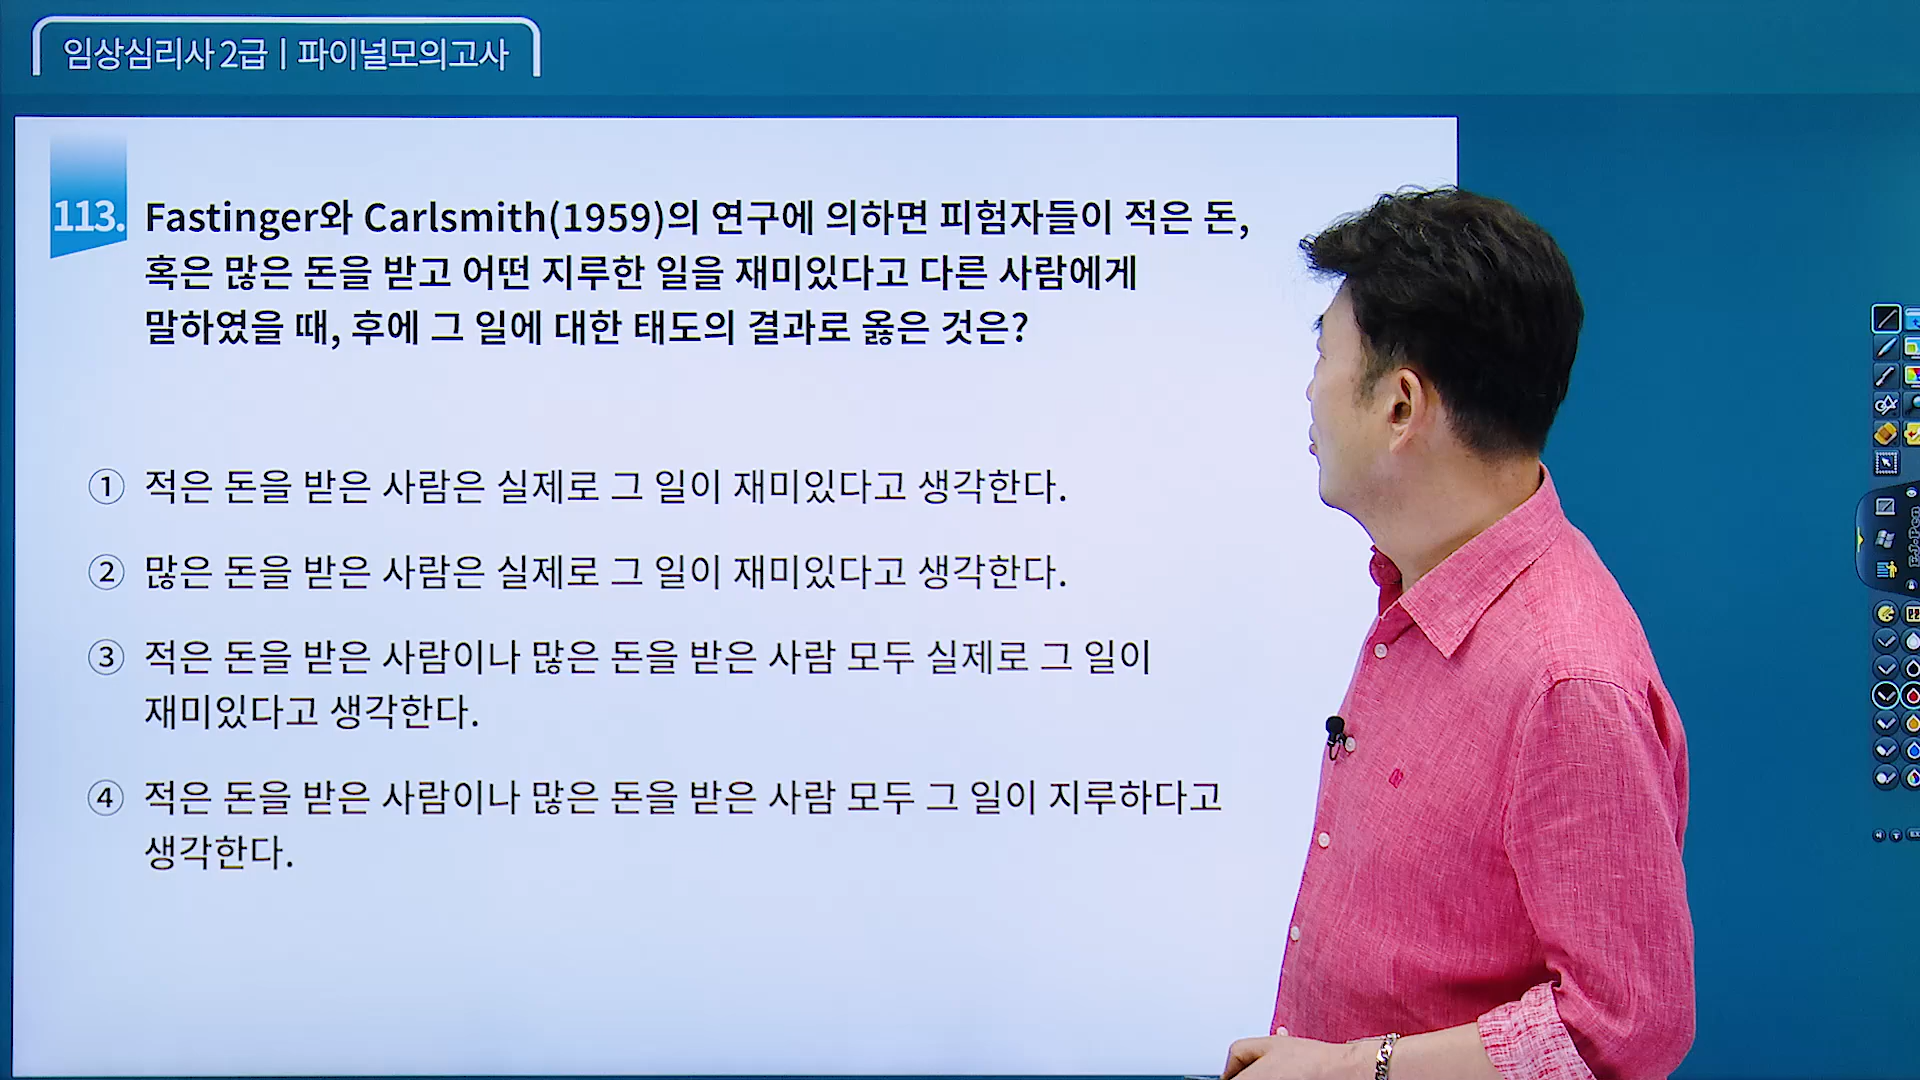 임상심리사 2급 | 파이널모의고사
113. Fastinger와 Carlsmith(1959)의 연구에 의하면 피험자들이 적은 돈,
혹은 많은 돈을 받고 어떤 지루한 일을 재미있다고 다른 사람에게
말하였을 때, 후에 그 일에 대한 태도의 결과로 옳은 것은?
① 적은 돈을 받은 사람은 실제로 그 일이 재미있다고 생각한다.
② 많은 돈을 받은 사람은 실제로 그 일이 재미있다고 생각한다.
③ 적은 돈을 받은 사람이나 많은 돈을 받은 사람 모두 실제로 그 일이
재미있다고 생각한다.
④ 적은 돈을 받은 사람이나 많은 돈을 받은 사람 모두 그 일이 지루하다고
생각한다.